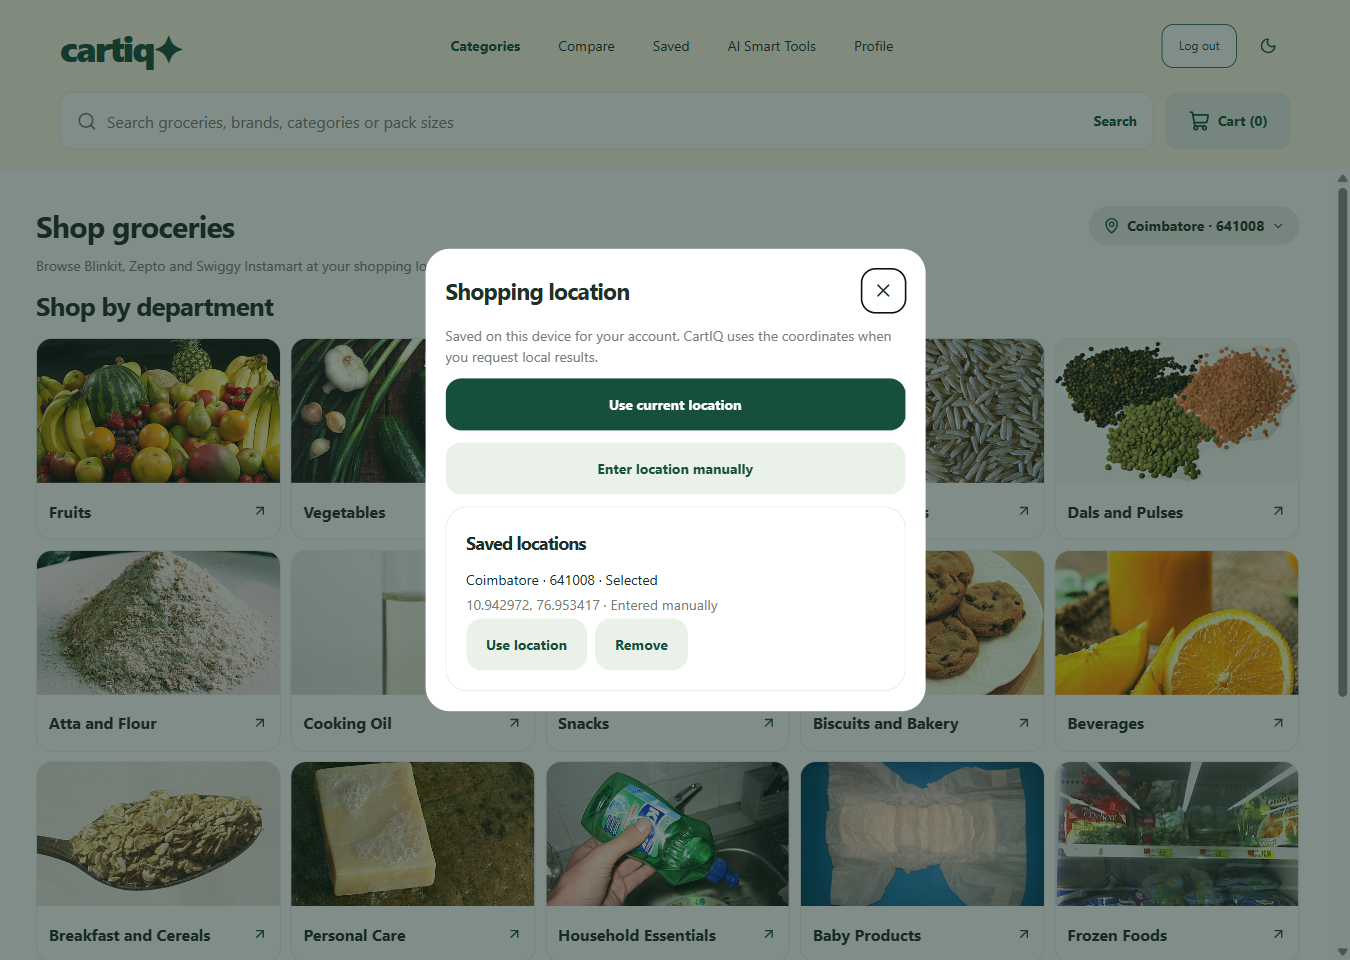 cartiq
Categories
Compare
Saved
AI Smart Tools
Profile
Log out
Search groceries, brands, categories or pack sizes
Search
Cart (0)
Shop groceries
Coimbatore · 641008
Browse Blinkit, Zepto and Swiggy Instamart at your shopping lo
Shop by department
Shopping location
Saved on this device for your account. CartIQ uses the coordinates when
you request local results.
Use current location
Enter location manually
Saved locations
Coimbatore · 641008 · Selected
10.942972, 76.953417 · Entered manually
Use location
Remove
Fruits
Vegetables
s
Dals and Pulses
Atta and Flour
Cooking Oil
Snacks
Biscuits and Bakery
Beverages
Breakfast and Cereals
Personal Care
Household Essentials
Baby Products
Frozen Foods